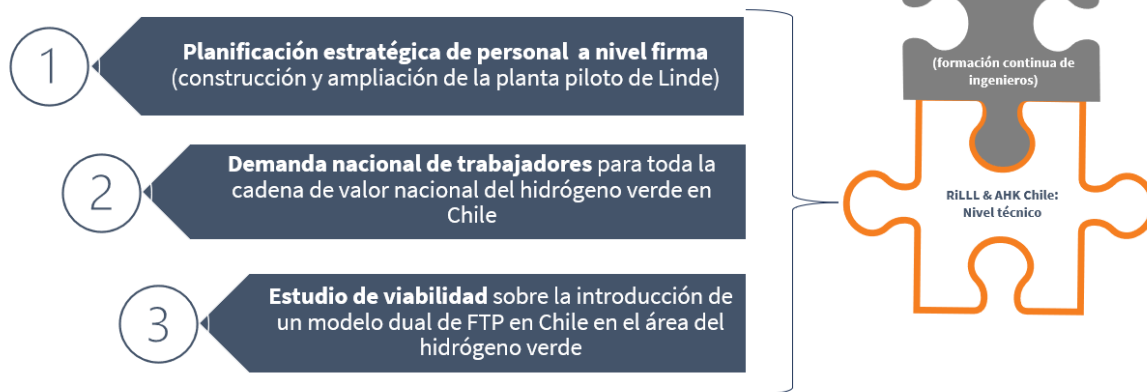 1
Planificación estratégica de personal a nivel firma
(construcción y ampliación de la planta piloto de Linde)
2
Demanda nacional de trabajadores para toda la
cadena de valor nacional del hidrógeno verde en
Chile
3
Estudio de viabilidad sobre la introducción de
un modelo dual de FTP en Chile en el área del
hidrógeno verde
(formación continua de
ingenieros)
RiLLL & AHK Chile:
Nivel técnico